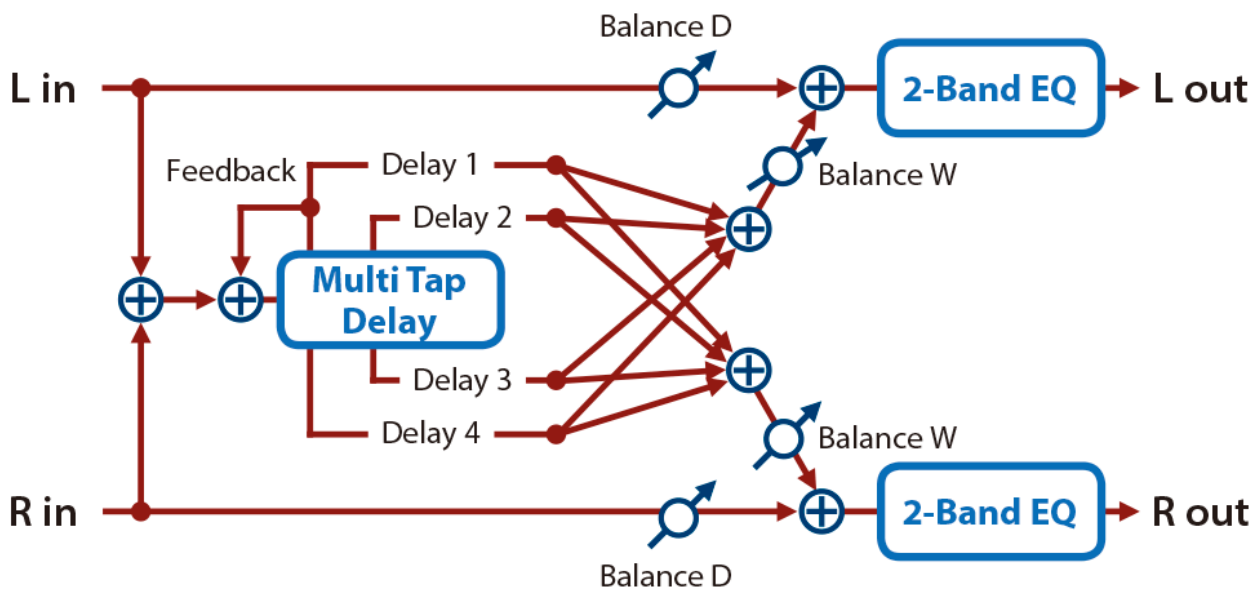 Balance D
L in
2-Band EQ
L out
Feedback
Delay 1
Balance W
Delay 2
Multi Tap
Delay
Delay 3
Delay 4
Balance W
R in
2-Band EQ
R out
Balance D